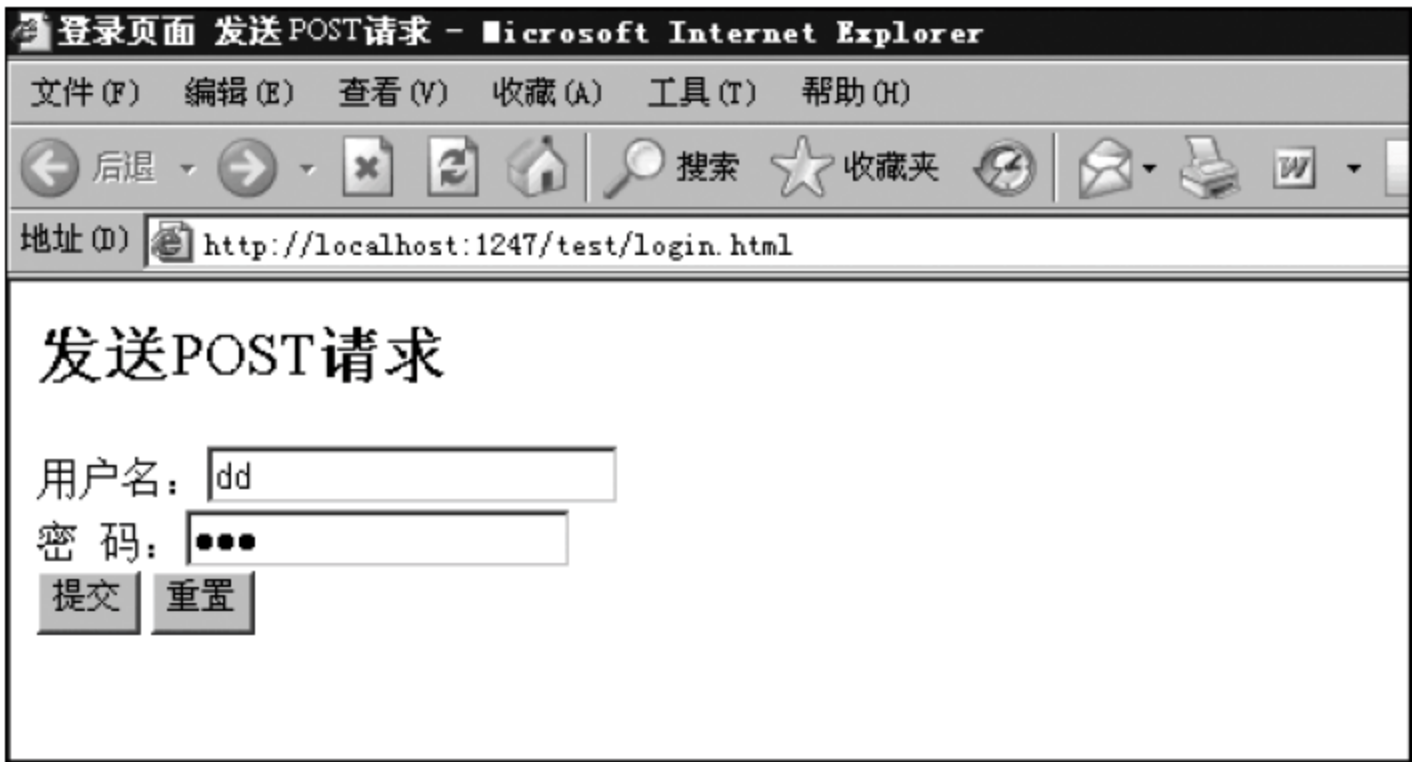 登录页面 发送POST请求 - Microsoft Internet Explorer
文件(F) 编辑(E) 查看(V) 收藏(A) 工具(T) 帮助(H)
后退 搜索 收藏夹 W
地址(D) http://localhost:1247/test/login.html
发送POST请求
用户名：dd
密 码：●●●
提交 重置